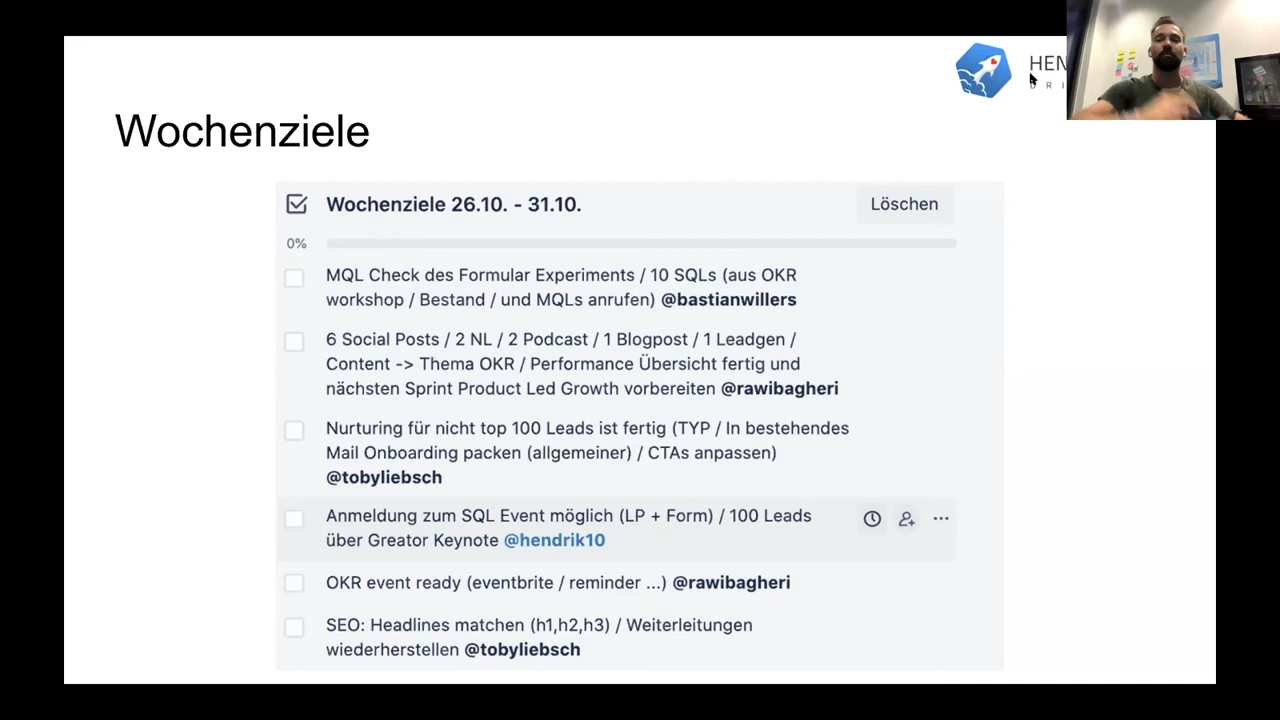 HEN
D R I
Wochenziele
Wochenziele 26.10. - 31.10.
Löschen
0%
MQL Check des Formular Experiments / 10 SQLs (aus OKR
workshop / Bestand / und MQLs anrufen) @bastianwillers
6 Social Posts / 2 NL / 2 Podcast / 1 Blogpost / 1 Leadgen /
Content -> Thema OKR / Performance Übersicht fertig und
nächsten Sprint Product Led Growth vorbereiten @rawibagheri
Nurturing für nicht top 100 Leads ist fertig (TYP / In bestehendes
Mail Onboarding packen (allgemeiner) / CTAs anpassen)
@tobyliebsch
Anmeldung zum SQL Event möglich (LP + Form) / 100 Leads
über Greator Keynote @hendrik10
OKR event ready (eventbrite / reminder ...) @rawibagheri
SEO: Headlines matchen (h1,h2,h3) / Weiterleitungen
wiederherstellen @tobyliebsch